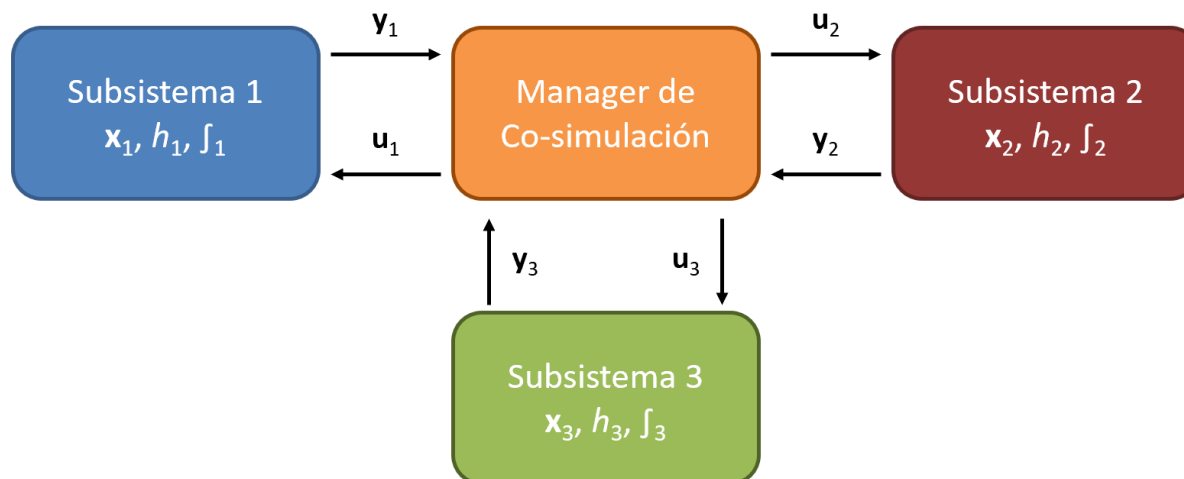 y₁
u₂
Subsistema 1
x₁, h₁, ∫₁
Manager de
Co-simulación
Subsistema 2
x₂, h₂, ∫₂
u₁
y₂
y₃
u₃
Subsistema 3
x₃, h₃, ∫₃